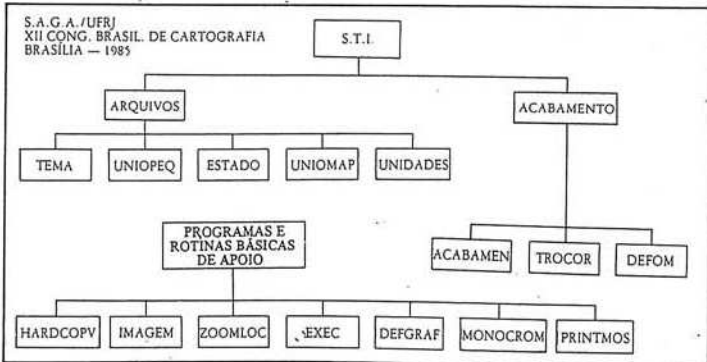 S.A.G.A./UFRJ
XII CONG. BRASIL. DE CARTOGRAFIA
BRASÍLIA — 1985
S.T.I.
ARQUIVOS
ACABAMENTO
TEMA
UNIOPEQ
ESTADO
UNIOMAP
UNIDADES
PROGRAMAS E
ROTINAS BÁSICAS
DE APOIO
ACABAMEN
TROCOR
DEFOM
HARDCOPV
IMAGEM
ZOOMLOC
EXEC
DEFGRAF
MONOCROM
PRINTMOS